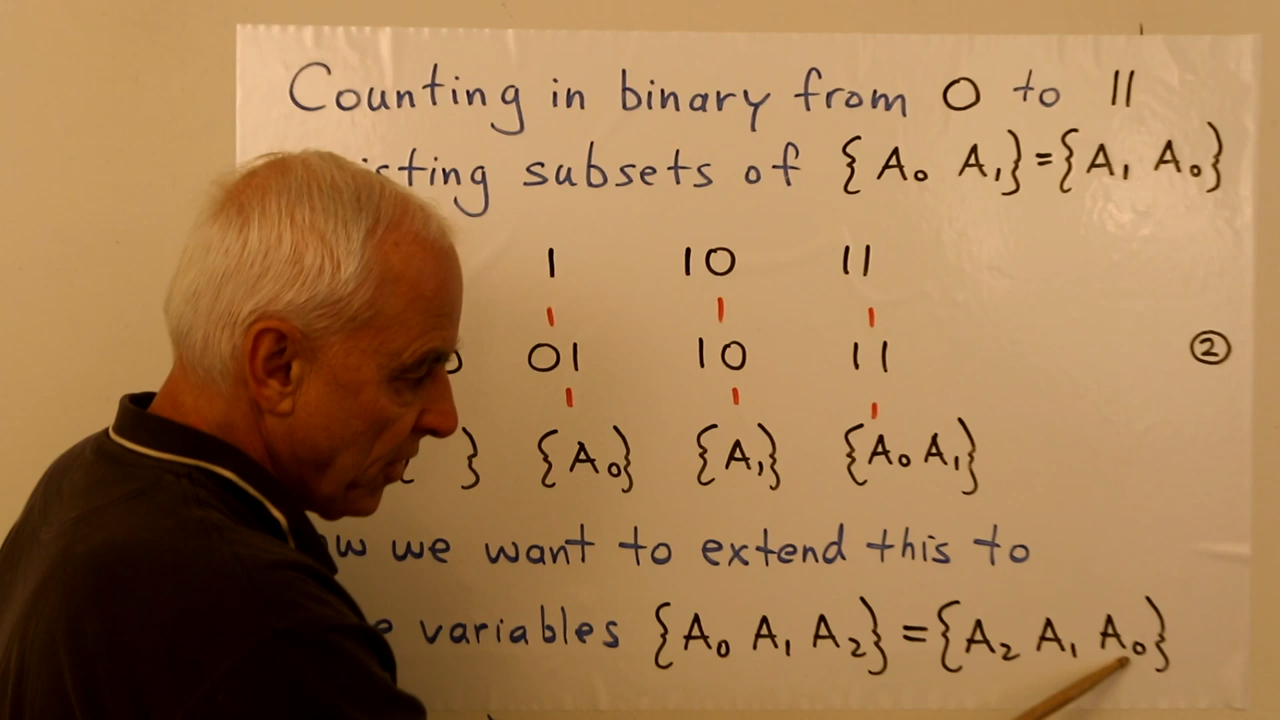 Counting in binary from 0 to 11
subsets of {A₀ A₁}={A₁ A₀}
1 10 11
01 10 11
②
} {A₀} {A₁} {A₀ A₁}
we want to extend this to
variables {A₀ A₁ A₂}={A₂ A₁ A₀}